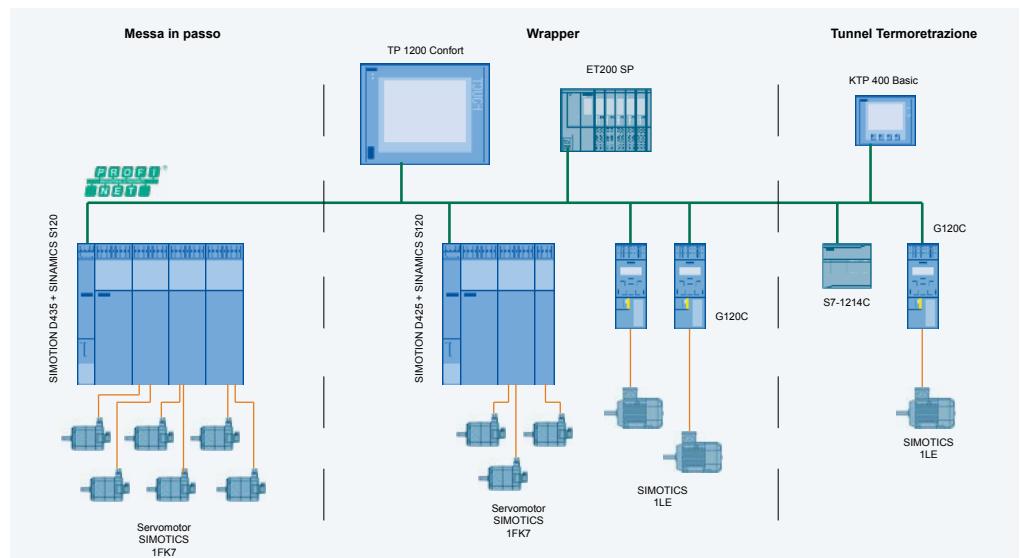 Messa in passo
Wrapper
Tunnel Termoretrazione
TP 1200 Confort
ET200 SP
KTP 400 Basic
TOUCH
PROFI
NET
®
SIMOTION D435 + SINAMICS S120
SIMOTION D425 + SINAMICS S120
G120C
S7-1214C
G120C
SIMOTICS
1LE
SIMOTICS
1LE
Servomotor
SIMOTICS
1FK7
Servomotor
SIMOTICS
1FK7